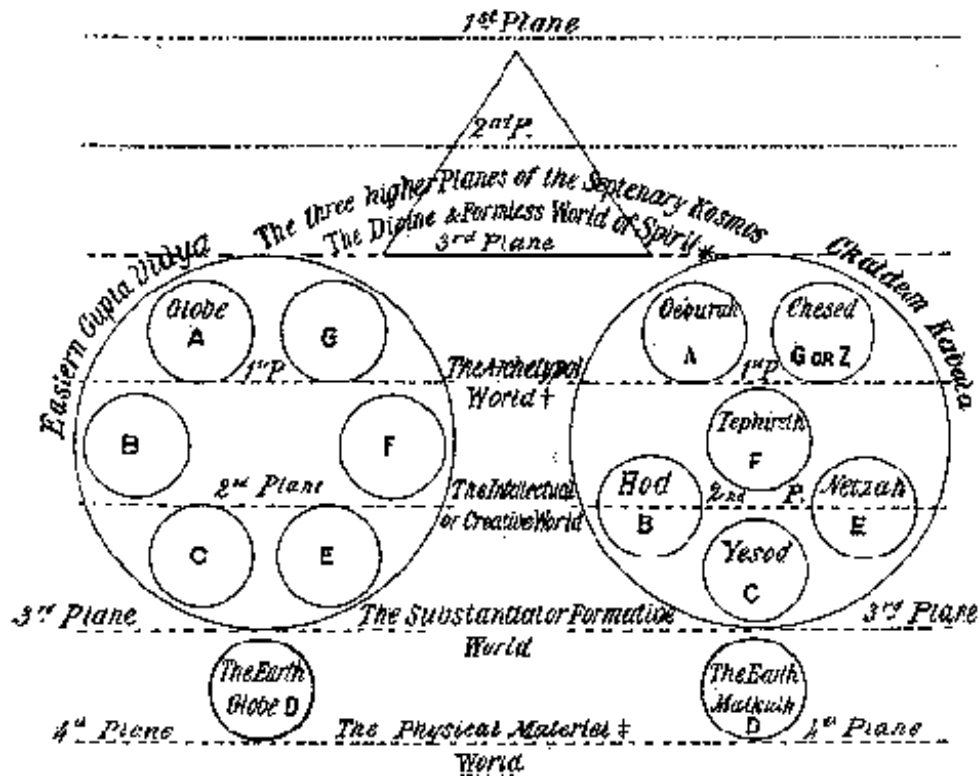 1st Plane
2nd P.
The three higher Planes of the Septenary Kosmos
The Divine & Formless World of Spirit *
3rd Plane
Eastern Gupta Vidya
Chaldean Kabala
Globe
A
G
Geburah
A
Chesed
G OR Z
1st P.
The Archetypal
World ‡
1st P.
B
F
Tephireth
F
2nd Plane
The Intellectual
or Creative World
Hod
B
2nd P.
Netzah
E
C
E
Yesod
C
3rd Plane
The Substantial or Formative
World
3rd Plane
The Earth
Globe D
The Earth
Malkuth
D
4th Plane
The Physical Material ‡
World
4th Plane